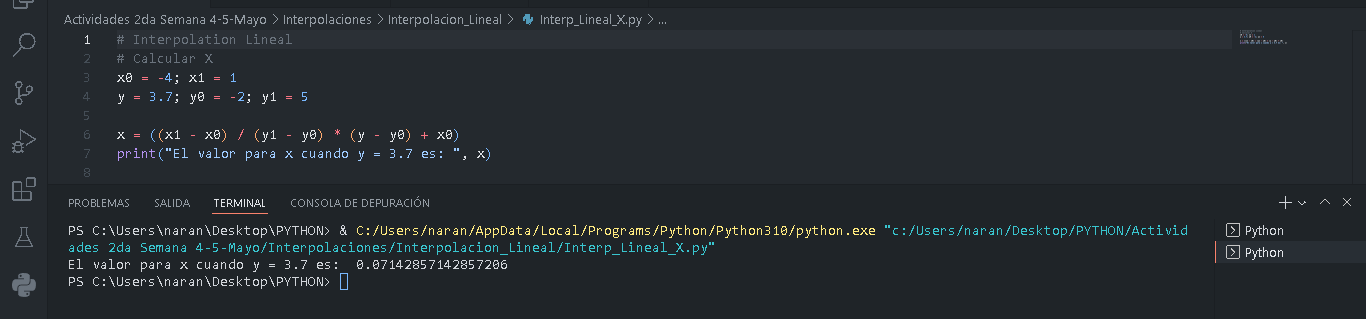 Actividades 2da Semana 4-5-Mayo > Interpolaciones > Interpolacion_Lineal > Interp_Lineal_X.py > ...
1 # Interpolation Lineal
2 # Calcular X
3 x0 = -4; x1 = 1
4 y = 3.7; y0 = -2; y1 = 5
5
6 x = ((x1 - x0) / (y1 - y0) * (y - y0) + x0)
7 print("El valor para x cuando y = 3.7 es: ", x)
8
PROBLEMAS SALIDA TERMINAL CONSOLA DE DEPURACIÓN
PS C:\Users\naran\Desktop\PYTHON> & C:/Users/naran/AppData/Local/Programs/Python/Python310/python.exe "c:/Users/naran/Desktop/PYTHON/Activid
ades 2da Semana 4-5-Mayo/Interpolaciones/Interpolacion_Lineal/Interp_Lineal_X.py"
El valor para x cuando y = 3.7 es:  0.07142857142857206
PS C:\Users\naran\Desktop\PYTHON>
Python
Python